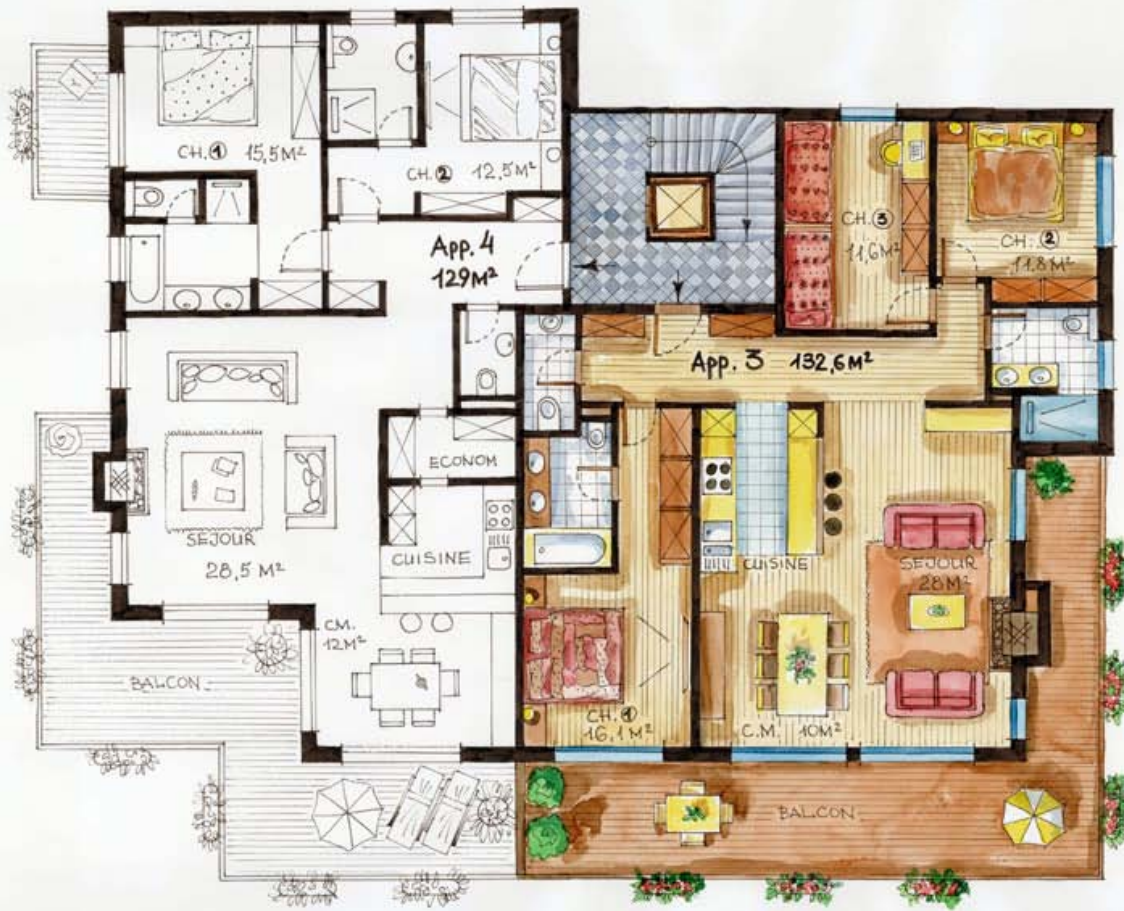 CH.① 15,5M²
CH.② 12,5M²
App. 4
129M²
CH.③
11,6M²
CH.②
11.8M²
App. 3 132,6M²
ECONOM
CUISINE
SEJOUR
28,5 M²
C.M.
12M²
BALCON
CUISINE
SEJOUR
28M²
CH.①
16,1M²
C.M. 10M²
BALCON